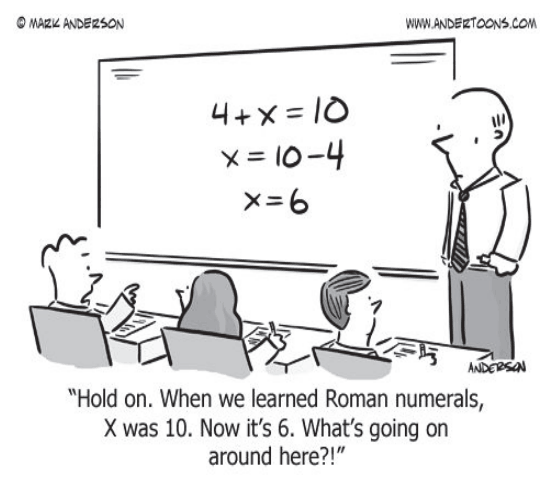 © MARK ANDERSON
WWW.ANDERTOONS.COM
4 + x = 10
x = 10 - 4
x = 6
ANDERSON
"Hold on. When we learned Roman numerals,
X was 10. Now it's 6. What's going on
around here?!"